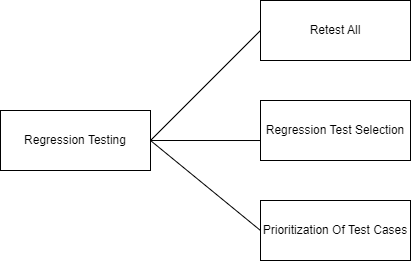 Retest All
Regression Testing
Regression Test Selection
Prioritization Of Test Cases